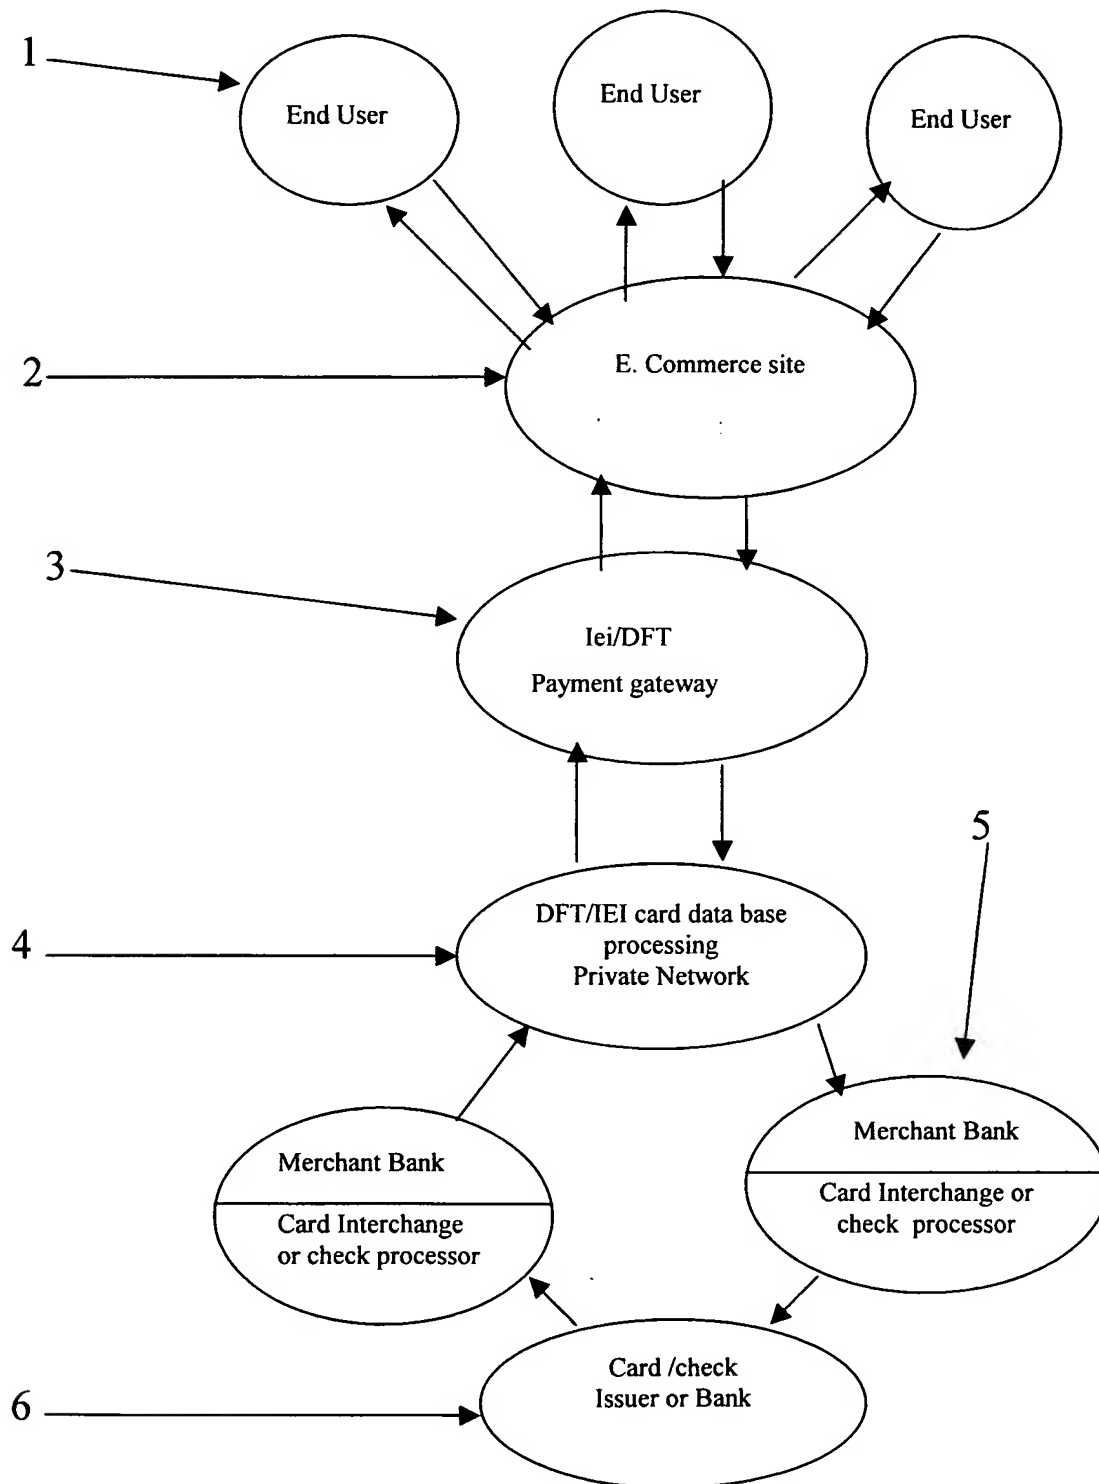 1
End User
End User
End User
2
E. Commerce site
3
Iei/DFT
Payment gateway
5
4
DFT/IEI card data base
processing
Private Network
Merchant Bank
Card Interchange
or check processor
Merchant Bank
Card Interchange or
check processor
6
Card /check
Issuer or Bank